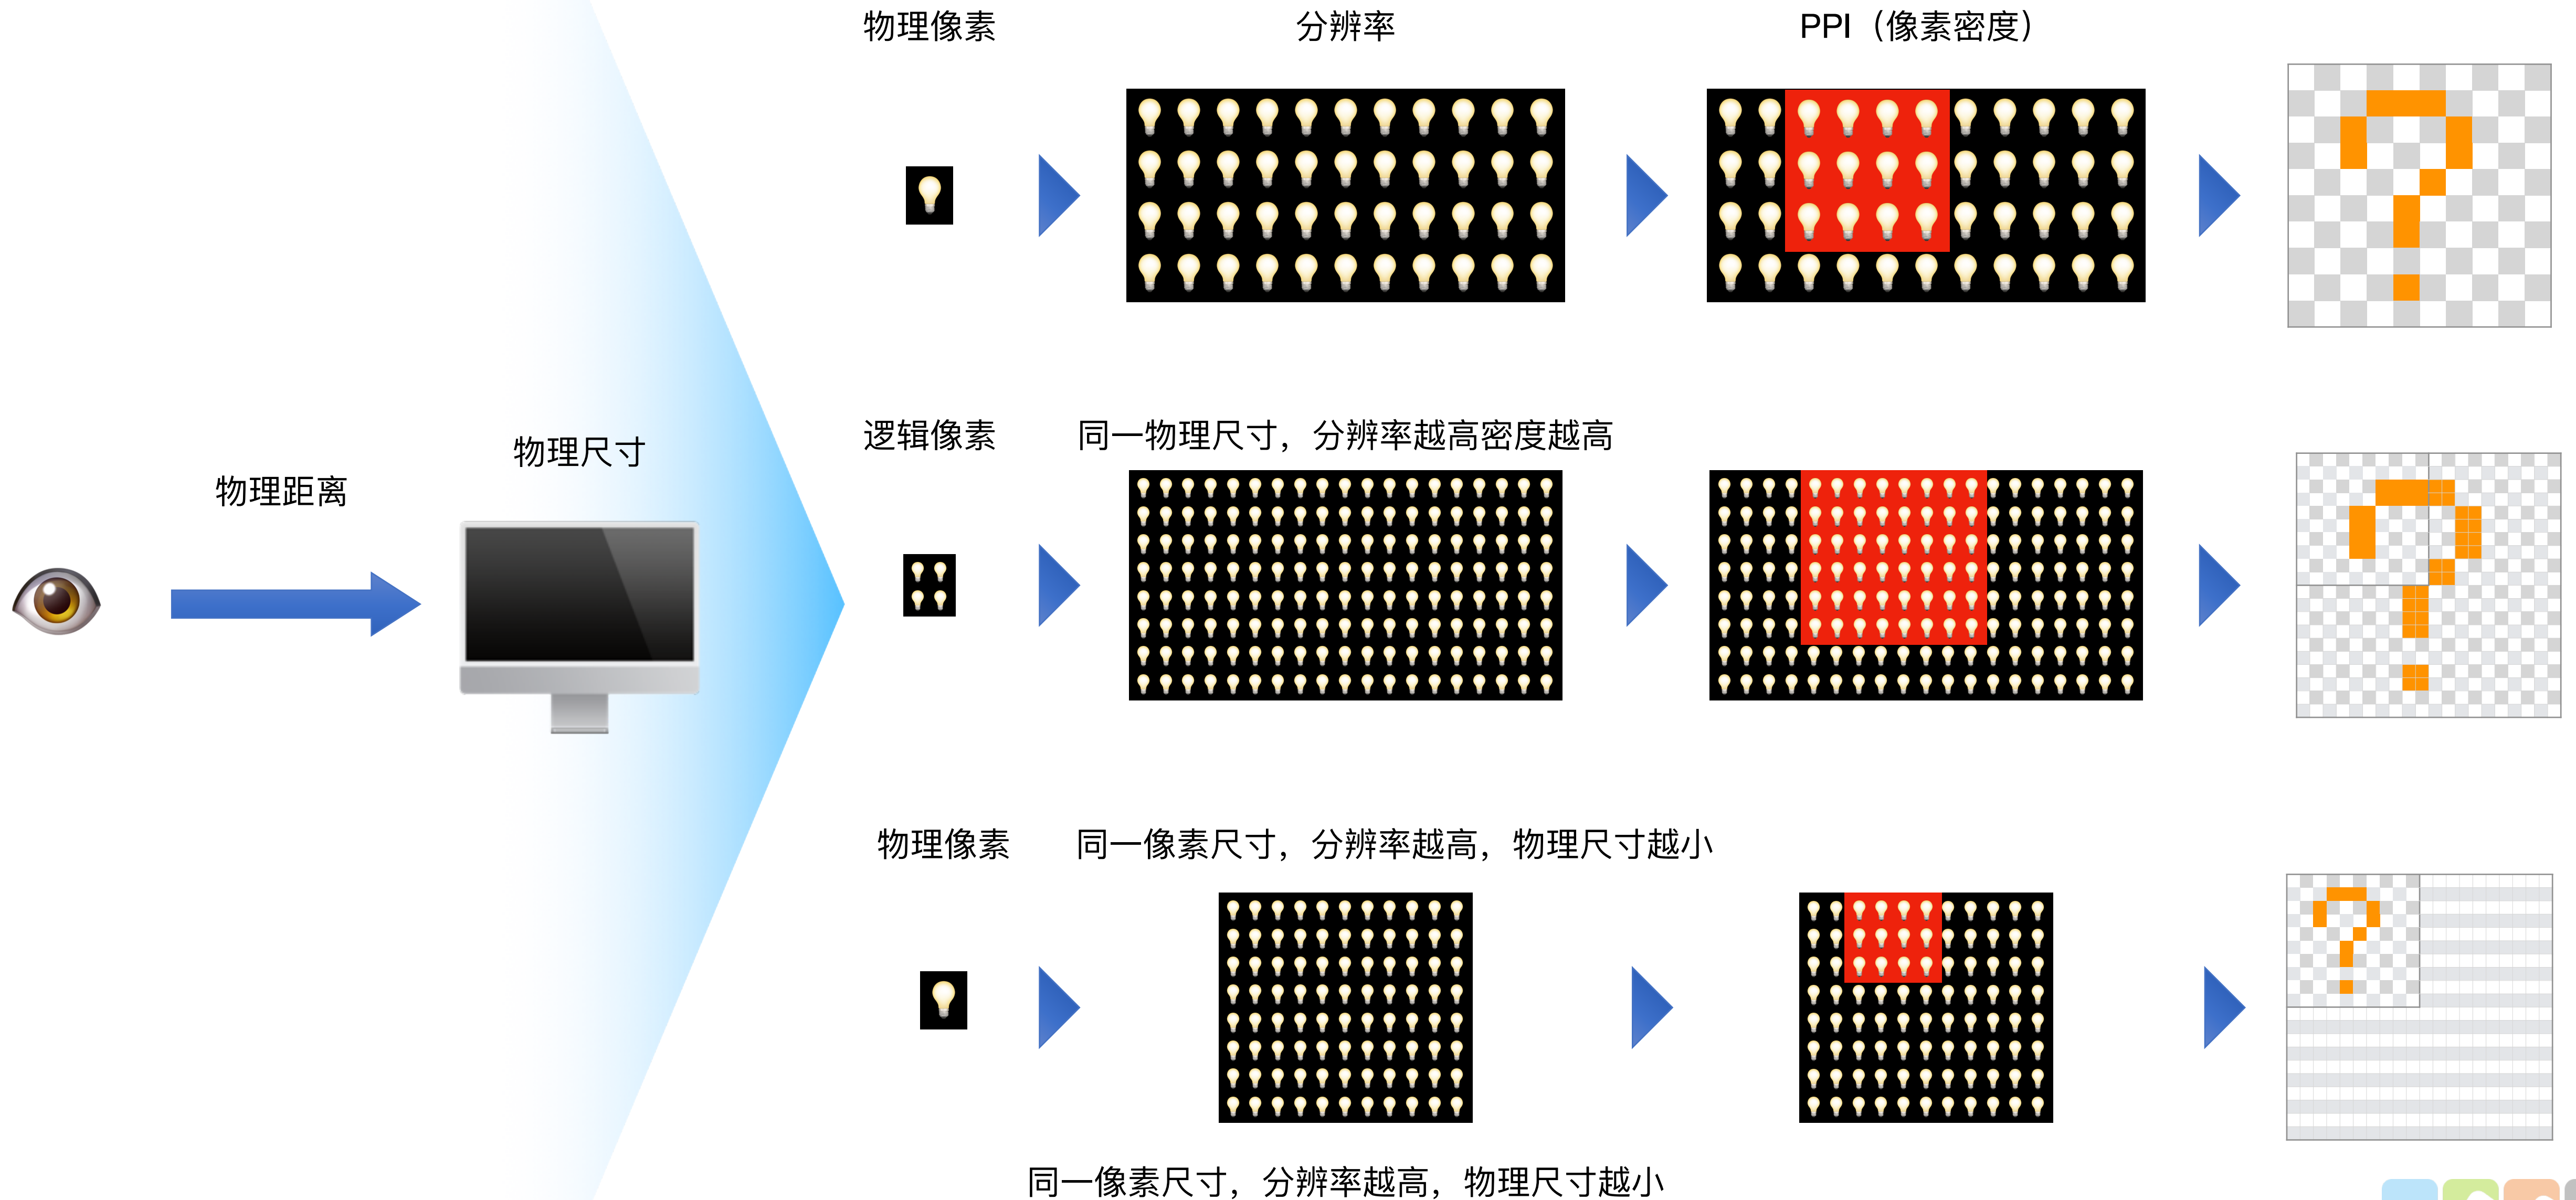 物理像素
分辨率
PPI（像素密度）
物理距离
物理尺寸
逻辑像素
同一物理尺寸，分辨率越高密度越高
物理像素
同一像素尺寸，分辨率越高，物理尺寸越小
同一像素尺寸，分辨率越高，物理尺寸越小